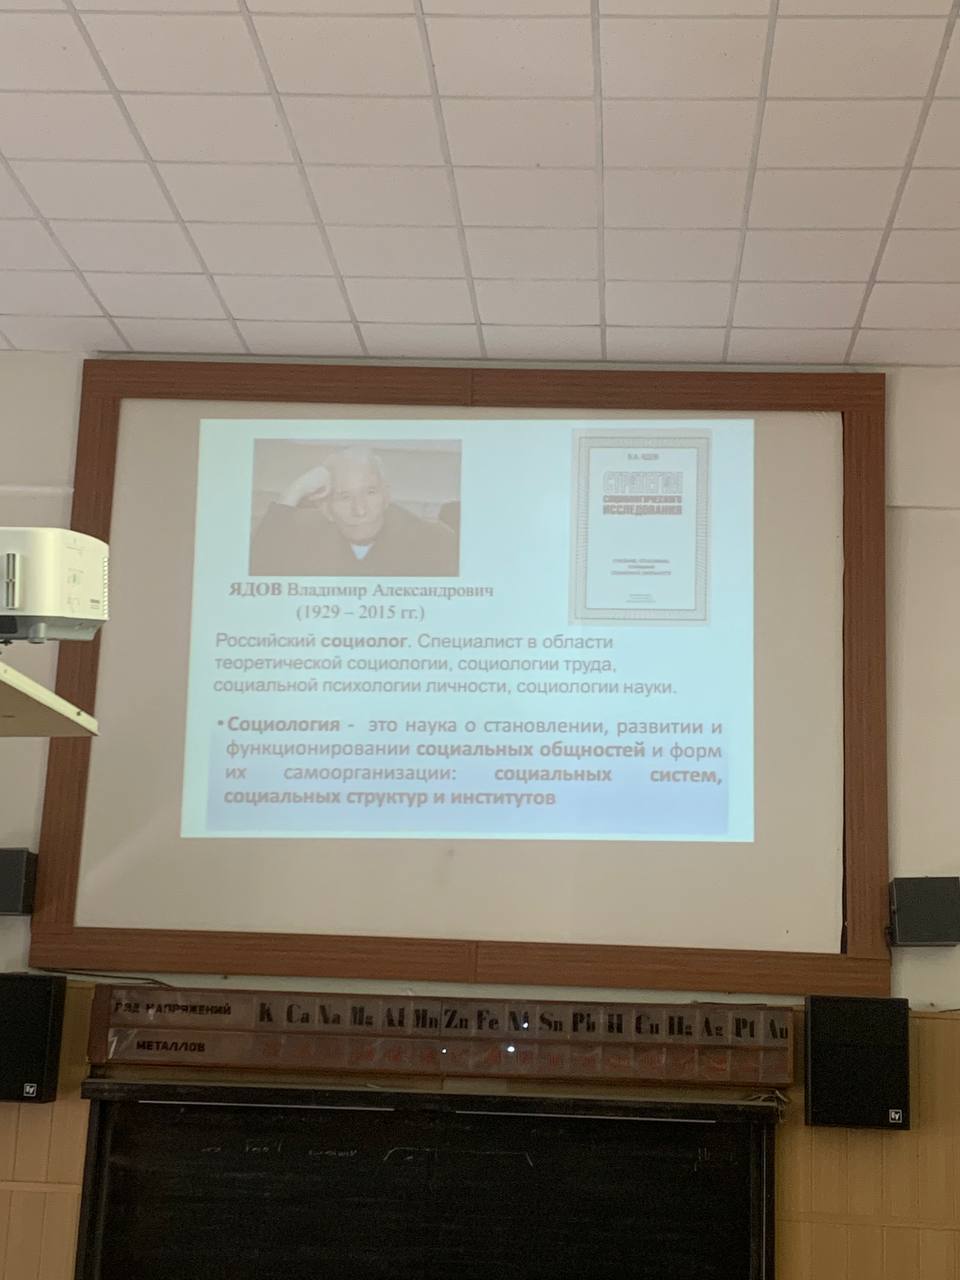 В.А. ЯДОВ
СТРАТЕГИЯ
СОЦИОЛОГИЧЕСКОГО
ИССЛЕДОВАНИЯ
ЯДОВ Владимир Александрович
(1929 – 2015 гг.)
Российский социолог. Специалист в области
теоретической социологии, социологии труда,
социальной психологии личности, социологии науки.
• Социология - это наука о становлении, развитии и
функционировании социальных общностей и форм
их самоорганизации: социальных систем,
социальных структур и институтов
РЯД НАПРЯЖЕНИЙ
K Ca Na Mg Al Mn Zn Fe Ni Sn Pb H Cu Hg Ag Pt Au
МЕТАЛЛОВ
EV
EV